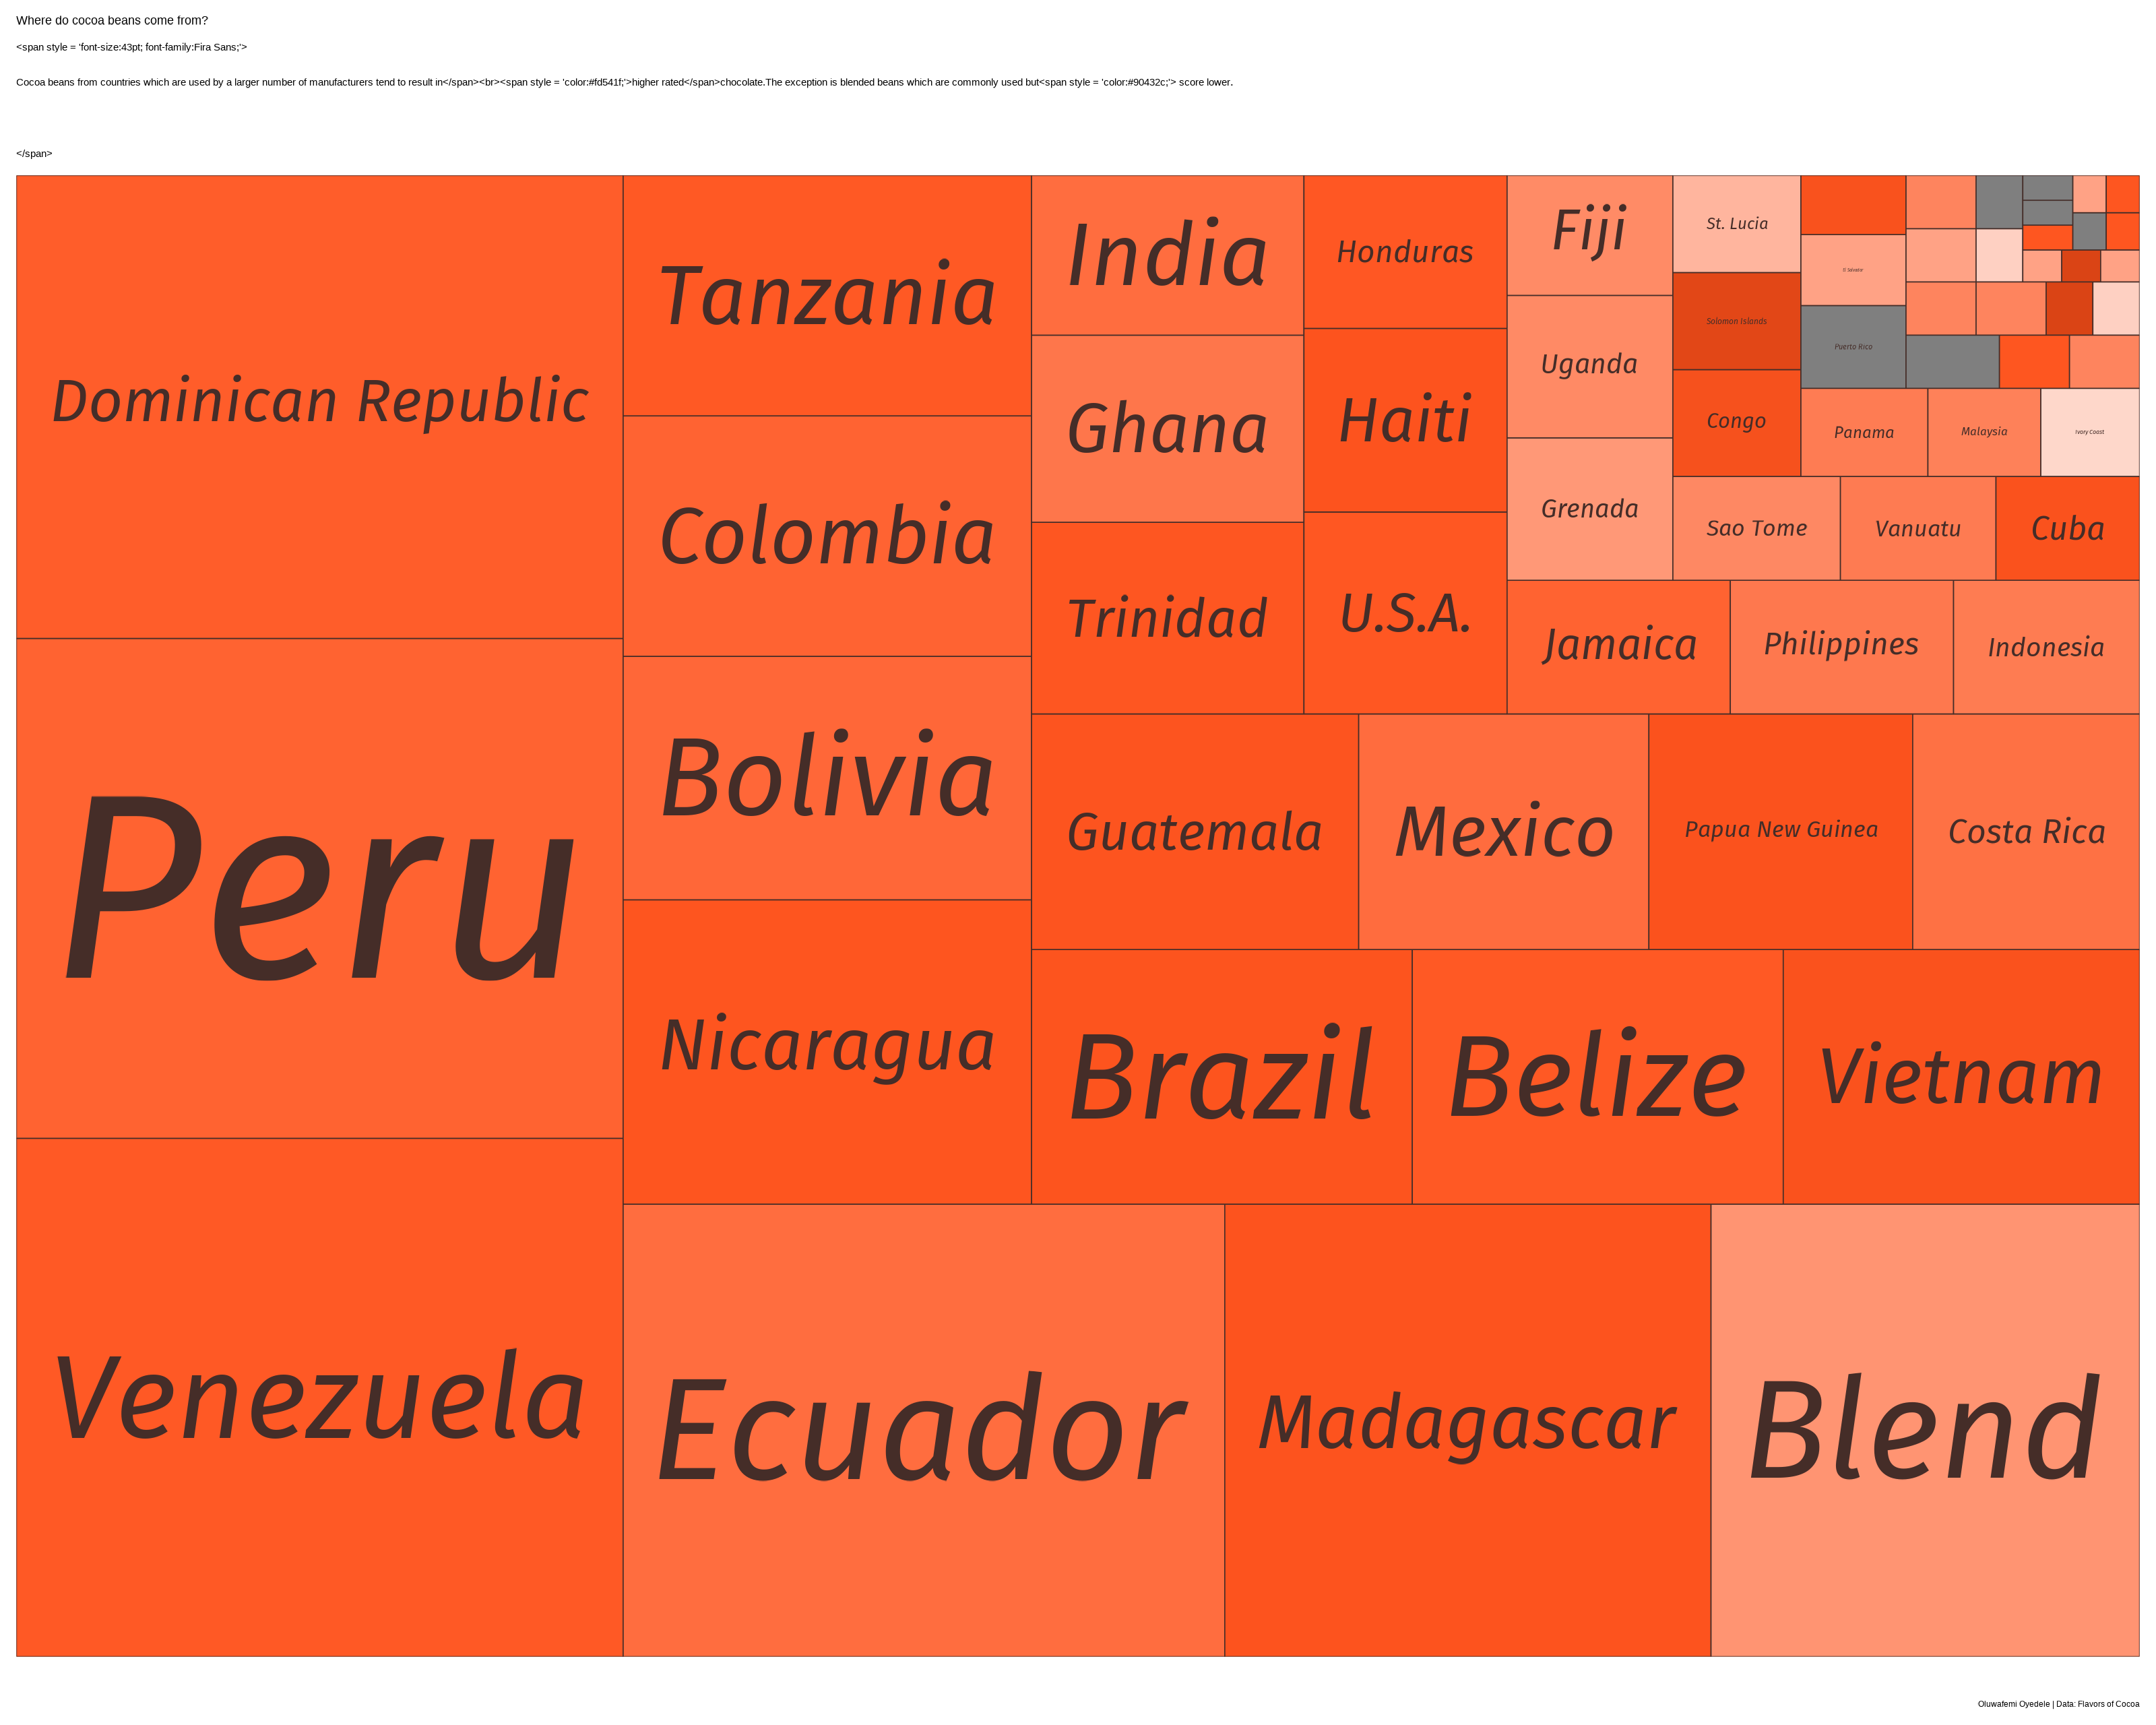 Where do cocoa beans come from?
<span style = 'font-size:43pt; font-family:Fira Sans;'>
Cocoa beans from countries which are used by a larger number of manufacturers tend to result in</span><br><span style = 'color:#fd541f;'>higher rated</span>chocolate.The exception is blended beans which are commonly used but<span style = 'color:#90432c;'> score lower.
</span>
Dominican Republic
Peru
Venezuela
Tanzania
Colombia
Bolivia
Nicaragua
Ecuador
Madagascar
Blend
India
Ghana
Trinidad
Honduras
Haiti
U.S.A.
Guatemala
Mexico
Papua New Guinea
Costa Rica
Brazil
Belize
Vietnam
Fiji
Uganda
Grenada
Jamaica
Philippines
Indonesia
St. Lucia
Solomon Islands
Congo
Sao Tome
Vanuatu
Cuba
El Salvador
Puerto Rico
Panama
Malaysia
Ivory Coast
Oluwafemi Oyedele | Data: Flavors of Cocoa